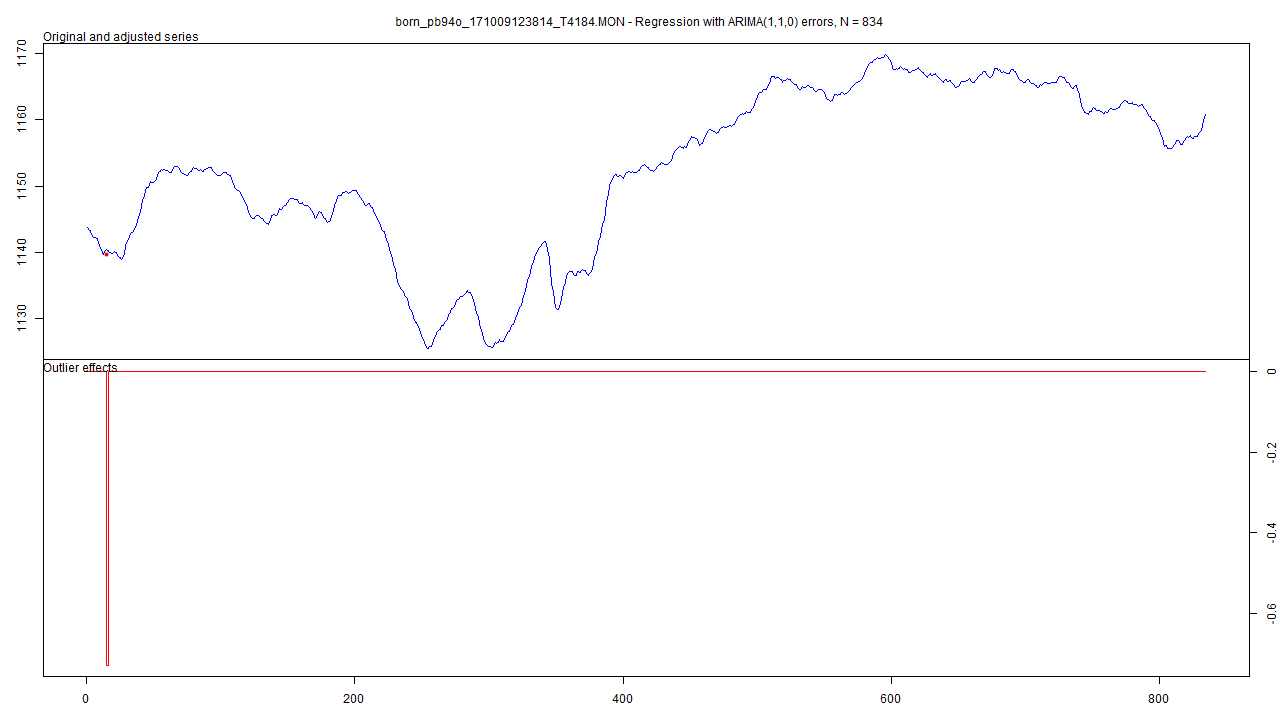 born_pb94o_171009123814_T4184.MON - Regression with ARIMA(1,1,0) errors, N = 834
Original and adjusted series
1170
1160
1150
1140
1130
Outlier effects
0
-0.2
-0.4
-0.6
0 200 400 600 800